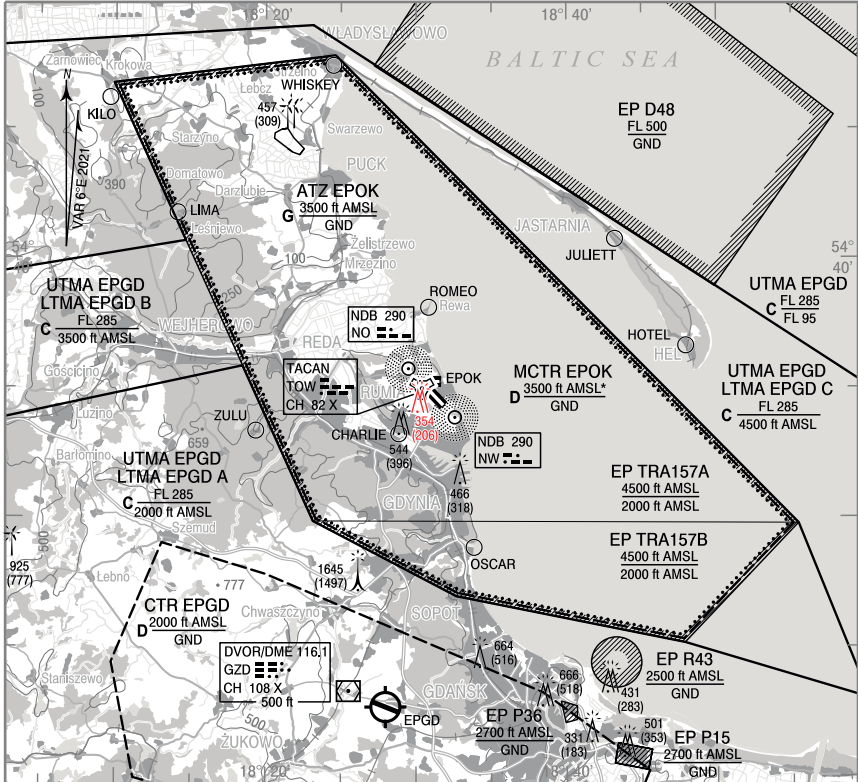 18° 20'
18° 40'
WŁADYSŁAWOWO
BALTIC SEA
Żarnowiec
Krokowa
Strzelno
WHISKEY
Łebcz
KILO
457
(309)
Swarzewo
EP D48
FL 500
GND
100
N
VAR 6°E 2021
Starzyno
390
Domatowo
Darzlubie
PUCK
ATZ EPOK
G
3500 ft AMSL
GND
LIMA
Leśniewo
JASTARNIA
JULIETT
54°
40'
54°
40'
Żelistrzewo
Mrzezino
100
UTMA EPGD
LTMA EPGD B
C
FL 285
3500 ft AMSL
250
UTMA EPGD
C
FL 285
FL 95
ROMEO
Rewa
NDB 290
NO
WEJHEROWO
REDA
HOTEL
HEL
Gościcino
TACAN
TOW
CH 82 X
RUMIA
EPOK
MCTR EPOK
D
3500 ft AMSL*
GND
UTMA EPGD
LTMA EPGD C
C
FL 285
4500 ft AMSL
Luzino
ZULU
CHARLIE
354
(206)
544
(396)
NDB 290
NW
659
Barłomino
UTMA EPGD
LTMA EPGD A
C
FL 285
2000 ft AMSL
466
(318)
GDYNIA
EP TRA157A
4500 ft AMSL
2000 ft AMSL
Szemud
500
925
(777)
EP TRA157B
4500 ft AMSL
2000 ft AMSL
OSCAR
Łebno
777
1645
(1497)
CTR EPGD
D
2000 ft AMSL
GND
Chwaszczyno
SOPOT
Staniszewo
DVOR/DME 116.1
GZD
CH 108 X
500 ft
664
(516)
EP R43
2500 ft AMSL
GND
666
(518)
431
(283)
GDAŃSK
EPGD
EP P36
2700 ft AMSL
GND
331
(183)
501
(353)
EP P15
2700 ft AMSL
GND
ŻUKOWO
500
18° 20'
18° 40'